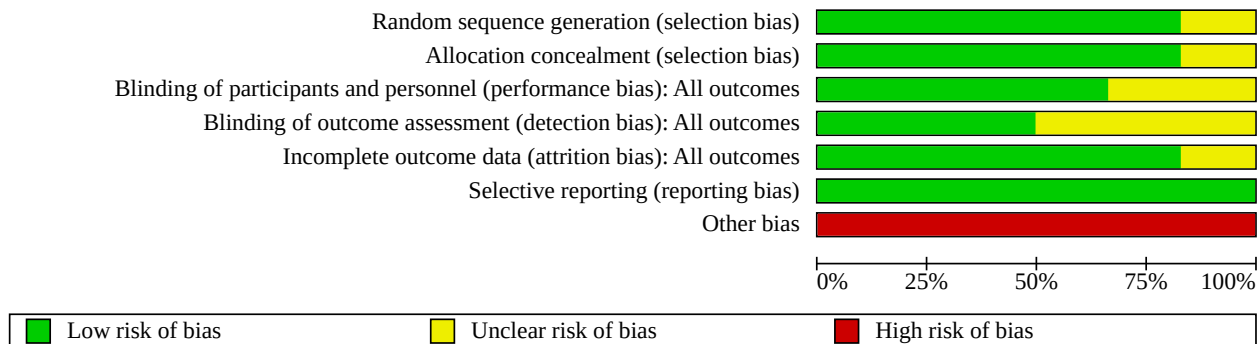 Random sequence generation (selection bias)
Allocation concealment (selection bias)
Blinding of participants and personnel (performance bias): All outcomes
Blinding of outcome assessment (detection bias): All outcomes
Incomplete outcome data (attrition bias): All outcomes
Selective reporting (reporting bias)
Other bias
0% 25% 50% 75% 100%
Low risk of bias Unclear risk of bias High risk of bias